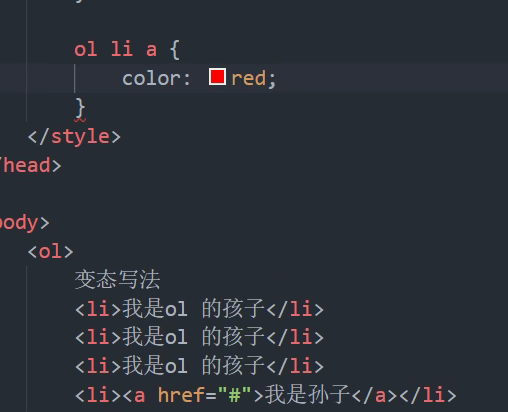 ol li a {
color: red;
}
</style>
/head>
ody>
<ol>
变态写法
<li>我是ol 的孩子</li>
<li>我是ol 的孩子</li>
<li>我是ol 的孩子</li>
<li><a href="#">我是孙子</a></li>